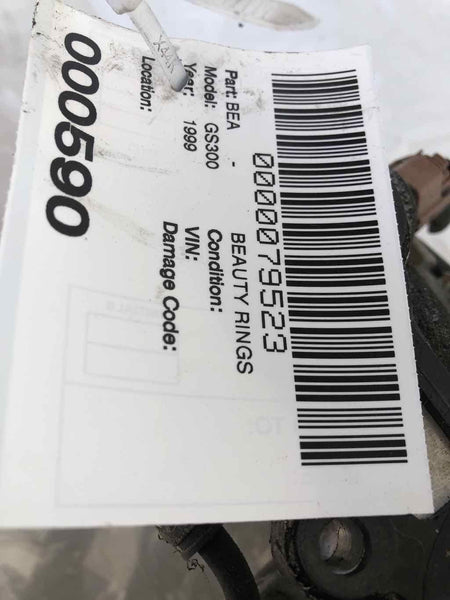 0000079523
Part: BEA - BEAUTY RINGS
Model: GS300 Condition:
Year: 1999 VIN:
Location: Damage Code:
000590